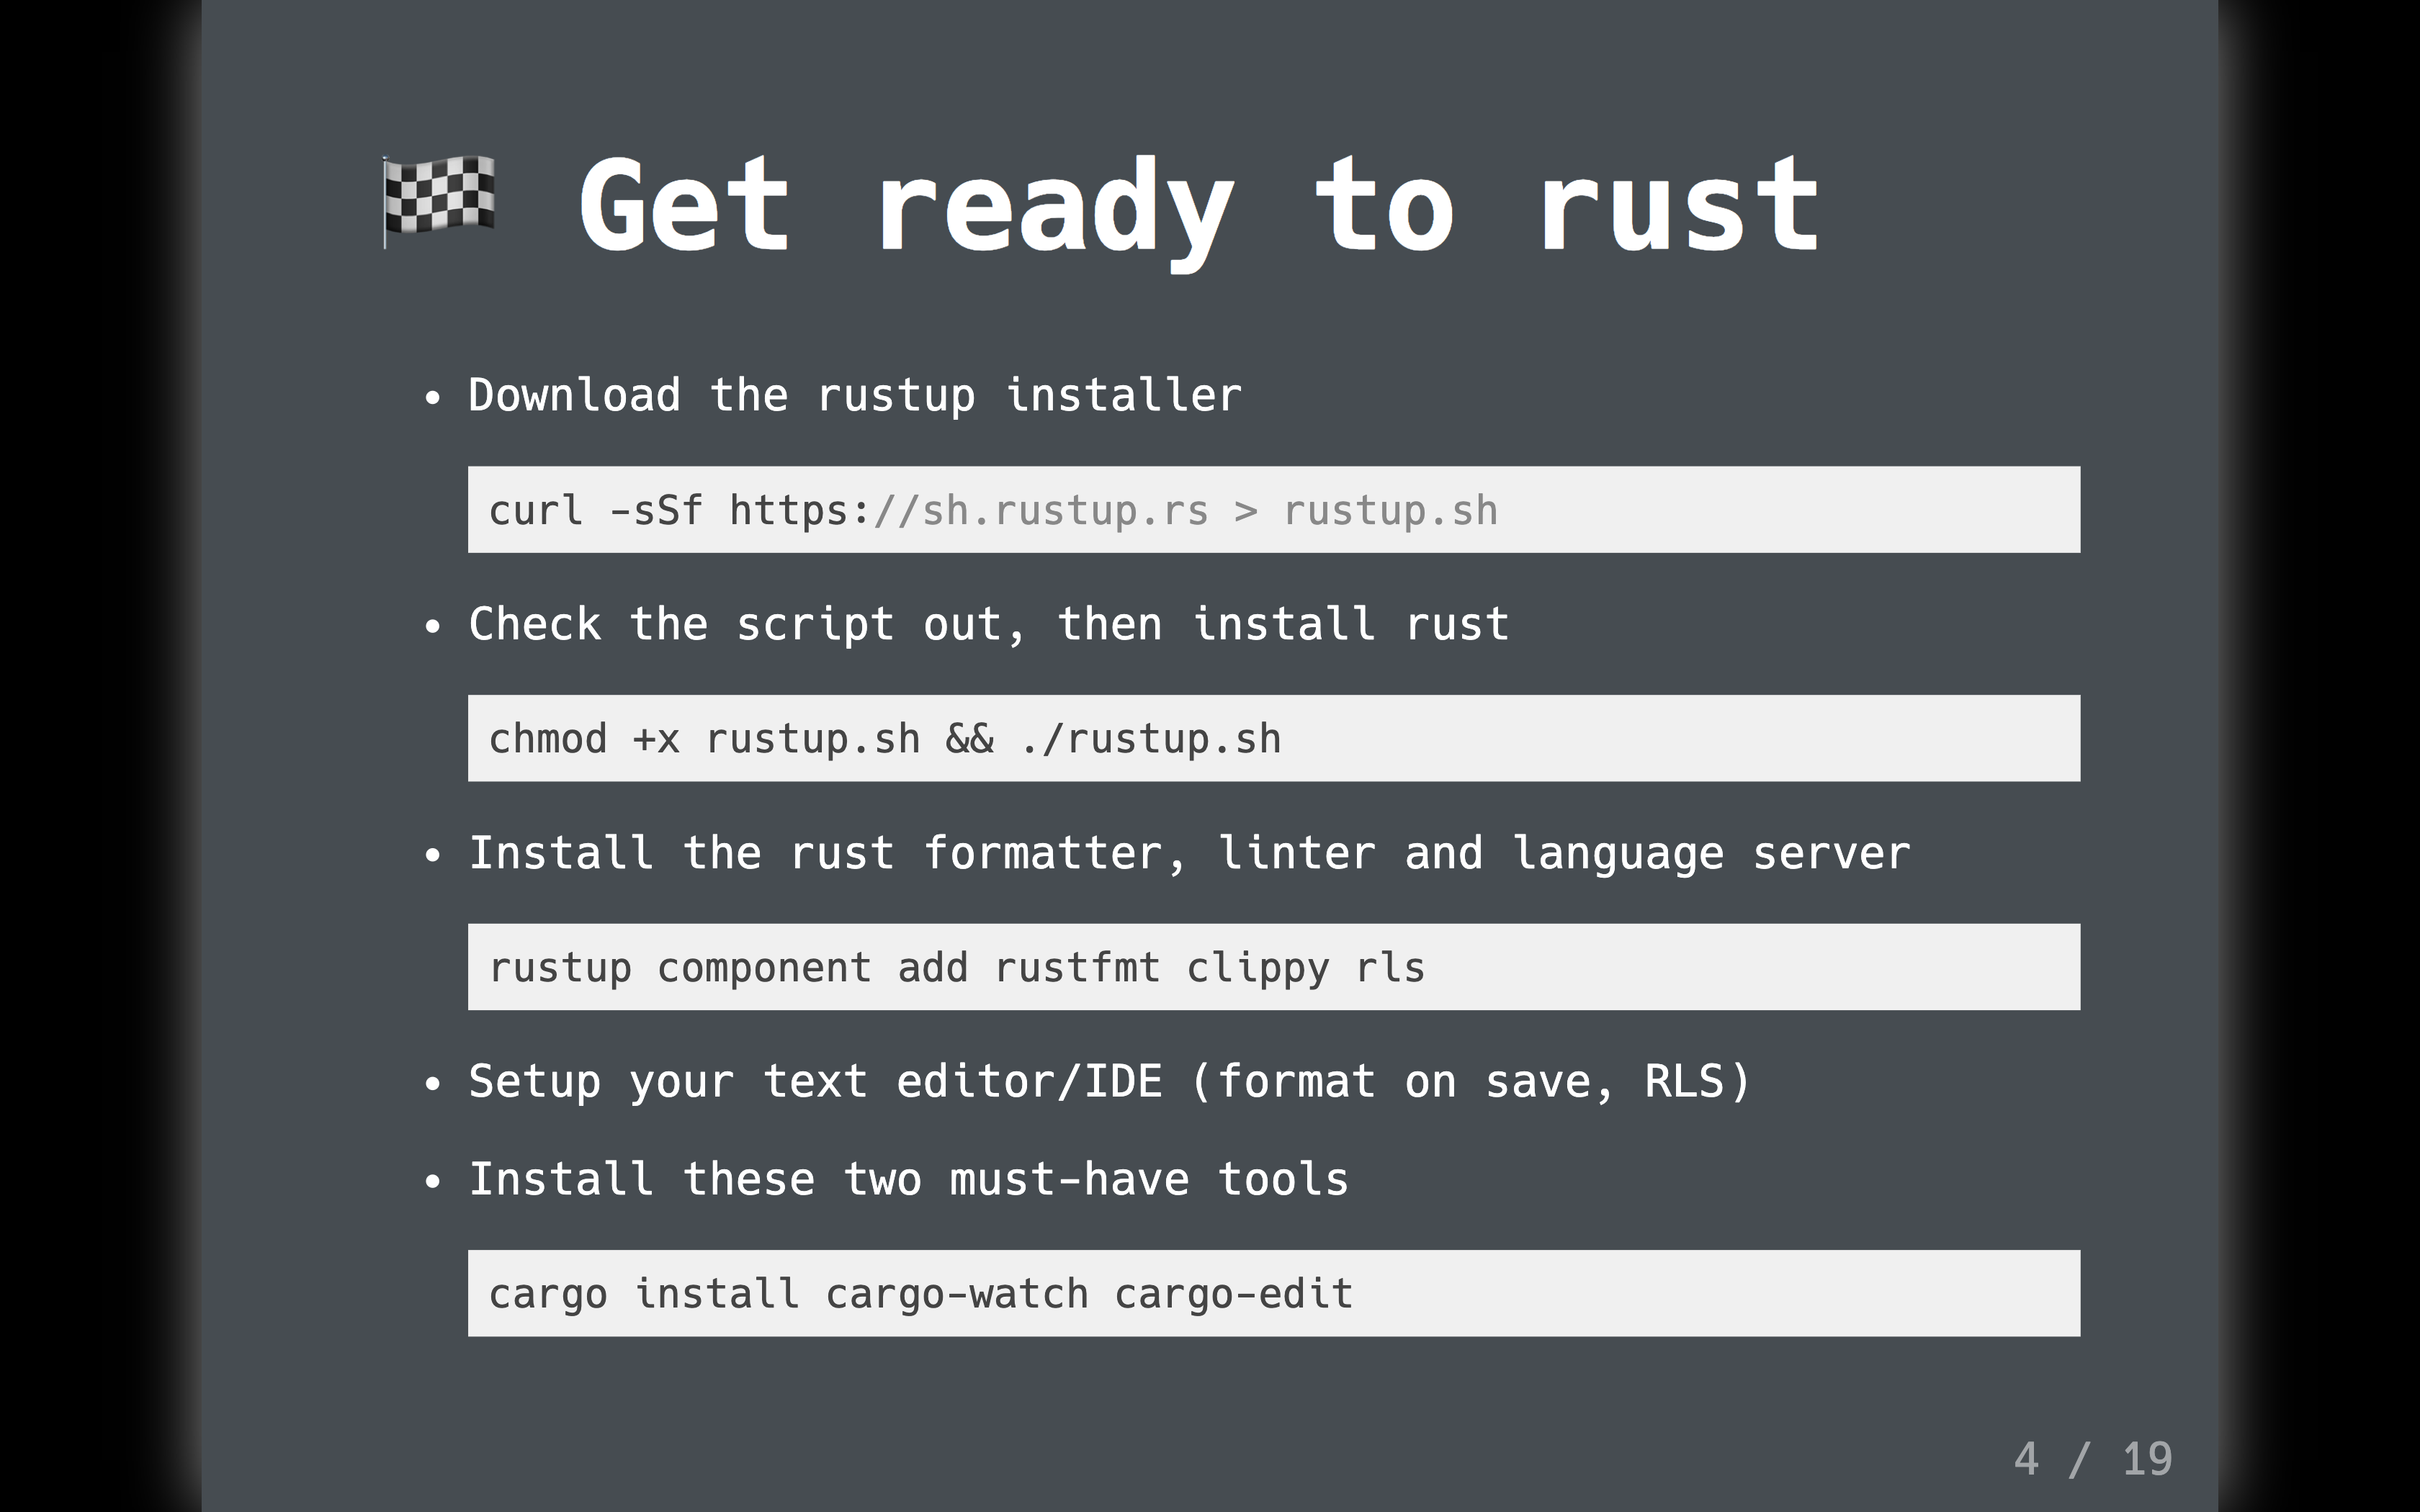 🏁 Get ready to rust
• Download the rustup installer
curl -sSf https://sh.rustup.rs > rustup.sh
• Check the script out, then install rust
chmod +x rustup.sh && ./rustup.sh
• Install the rust formatter, linter and language server
rustup component add rustfmt clippy rls
• Setup your text editor/IDE (format on save, RLS)
• Install these two must-have tools
cargo install cargo-watch cargo-edit
4 / 19